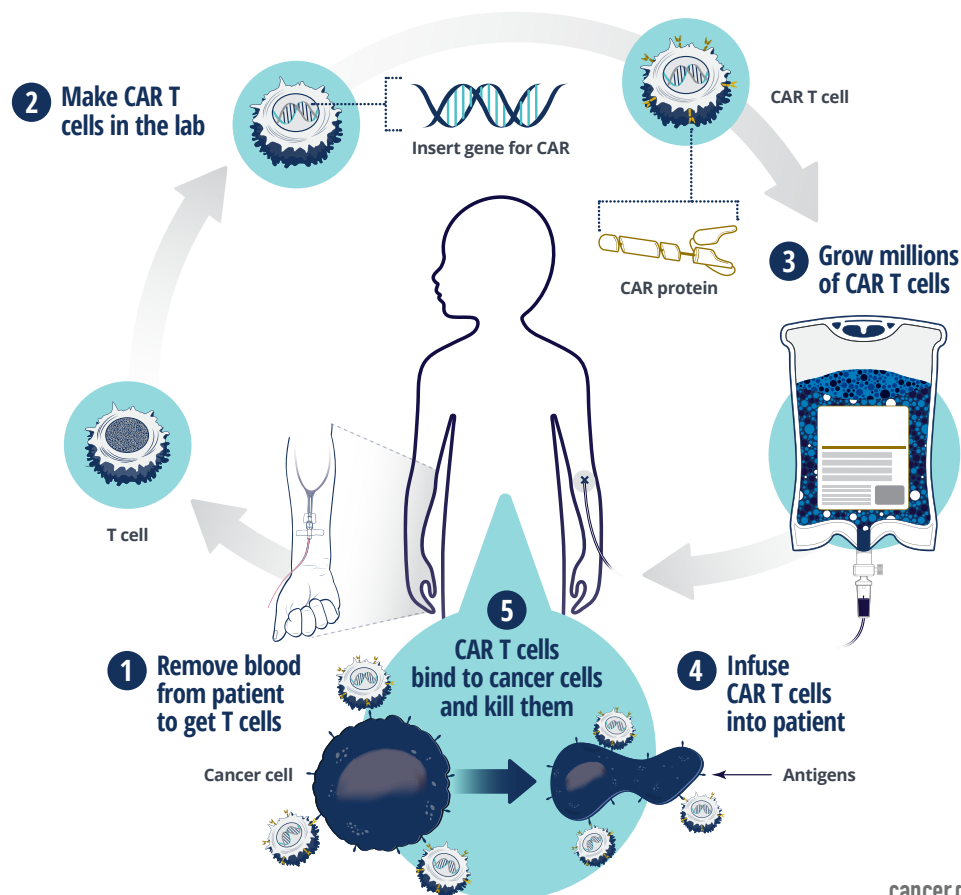 2 Make CAR T
cells in the lab
Insert gene for CAR
CAR T cell
CAR protein
3 Grow millions
of CAR T cells
T cell
1 Remove blood
from patient
to get T cells
4 Infuse
CAR T cells
into patient
5
CAR T cells
bind to cancer cells
and kill them
Cancer cell
Antigens